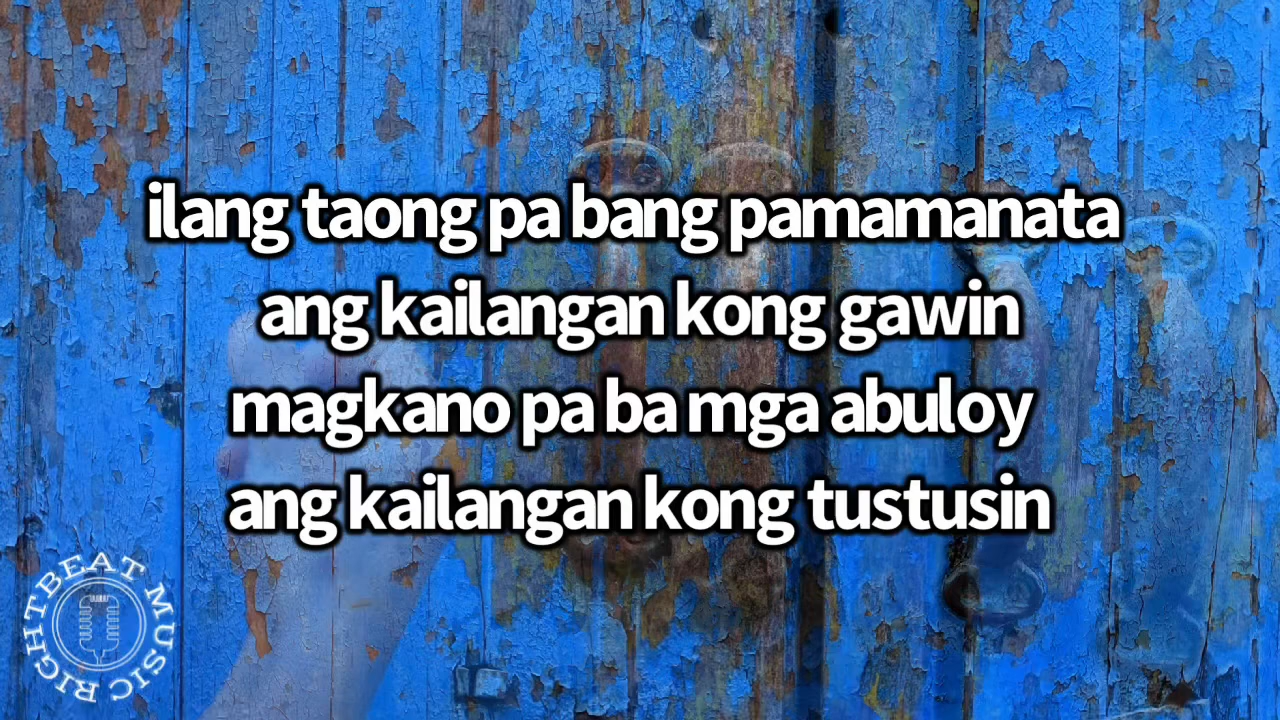 ilang taong pa bang pamamanata
ang kailangan kong gawin
magkano pa ba mga abuloy
ang kailangan kong tustusin
RIGHTBEAT MUSIC